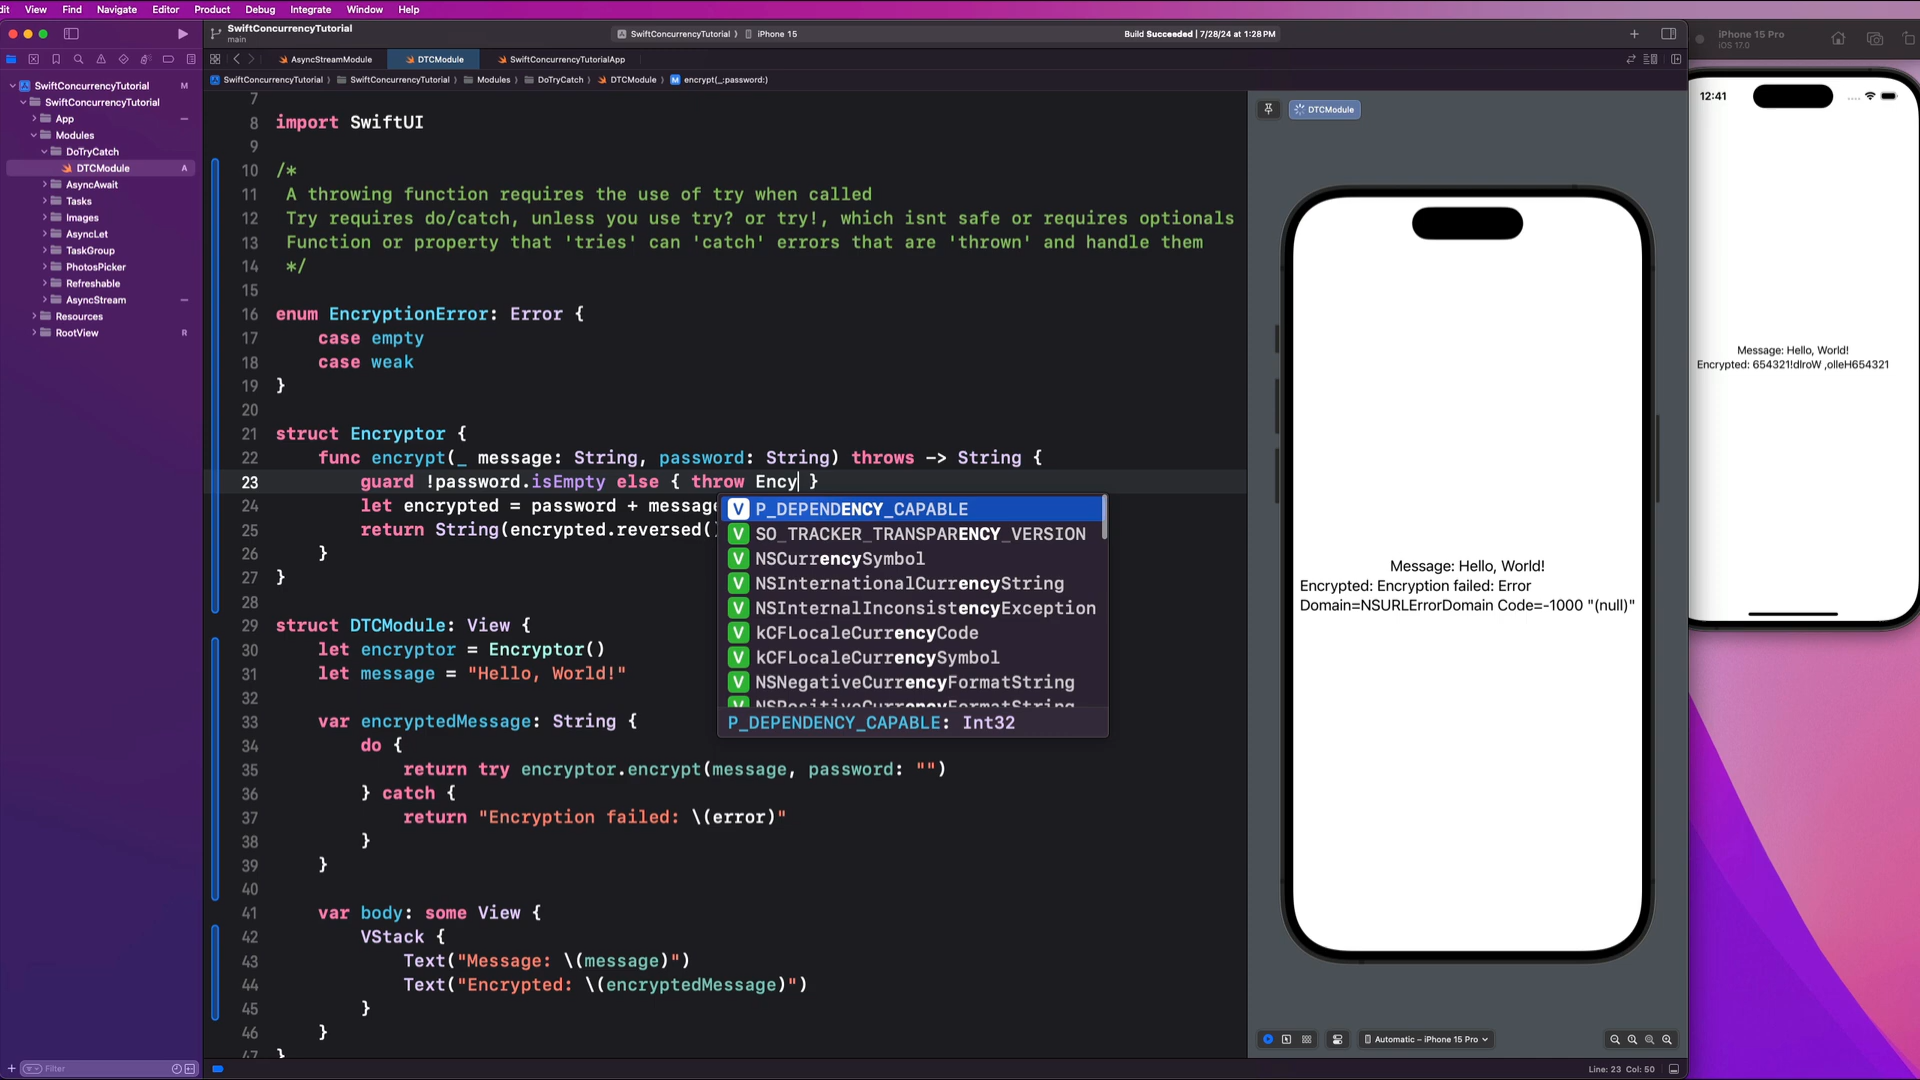 dit View Find Navigate Editor Product Debug Integrate Window Help
SwiftConcurrencyTutorial
main
SwiftConcurrencyTutorial 〉 iPhone 15
Build Succeeded | 7/28/24 at 1:28 PM
iPhone 15 Pro
iOS 17.0
AsyncStreamModule DTCModule SwiftConcurrencyTutorialApp
SwiftConcurrencyTutorial 〉 SwiftConcurrencyTutorial 〉 Modules 〉 DoTryCatch 〉 DTCModule 〉 M encrypt(_:password:)
SwiftConcurrencyTutorial M
SwiftConcurrencyTutorial
App
Modules
DoTryCatch
DTCModule A
AsyncAwait
Tasks
Images
AsyncLet
TaskGroup
PhotosPicker
Refreshable
AsyncStream
Resources
RootView R
Filter
7
8 import SwiftUI
9
10 /*
11 A throwing function requires the use of try when called
12 Try requires do/catch, unless you use try? or try!, which isnt safe or requires optionals
13 Function or property that 'tries' can 'catch' errors that are 'thrown' and handle them
14 */
15
16 enum EncryptionError: Error {
17 case empty
18 case weak
19 }
20
21 struct Encryptor {
22 func encrypt(_ message: String, password: String) throws -> String {
23 guard !password.isEmpty else { throw Ency }
24 let encrypted = password + messag
25 return String(encrypted.reversed(
26 }
27 }
28
29 struct DTCModule: View {
30 let encryptor = Encryptor()
31 let message = "Hello, World!"
32
33 var encryptedMessage: String {
34 do {
35 return try encryptor.encrypt(message, password: "")
36 } catch {
37 return "Encryption failed: \(error)"
38 }
39 }
40
41 var body: some View {
42 VStack {
43 Text("Message: \(message)")
44 Text("Encrypted: \(encryptedMessage)")
45 }
46 }
47 }
V P_DEPENDENCY_CAPABLE
V SO_TRACKER_TRANSPARENCY_VERSION
V NSCurrencySymbol
V NSInternationalCurrencyString
V NSInternalInconsistencyException
V kCFLocaleCurrencyCode
V kCFLocaleCurrencySymbol
V NSNegativeCurrencyFormatString
V NSPositiveCurrencyFormatString
P_DEPENDENCY_CAPABLE: Int32
DTCModule
Message: Hello, World!
Encrypted: Encryption failed: Error
Domain=NSURLErrorDomain Code=-1000 "(null)"
Automatic – iPhone 15 Pro
Line: 23 Col: 50
12:41
Message: Hello, World!
Encrypted: 654321!dlroW ,olleH654321